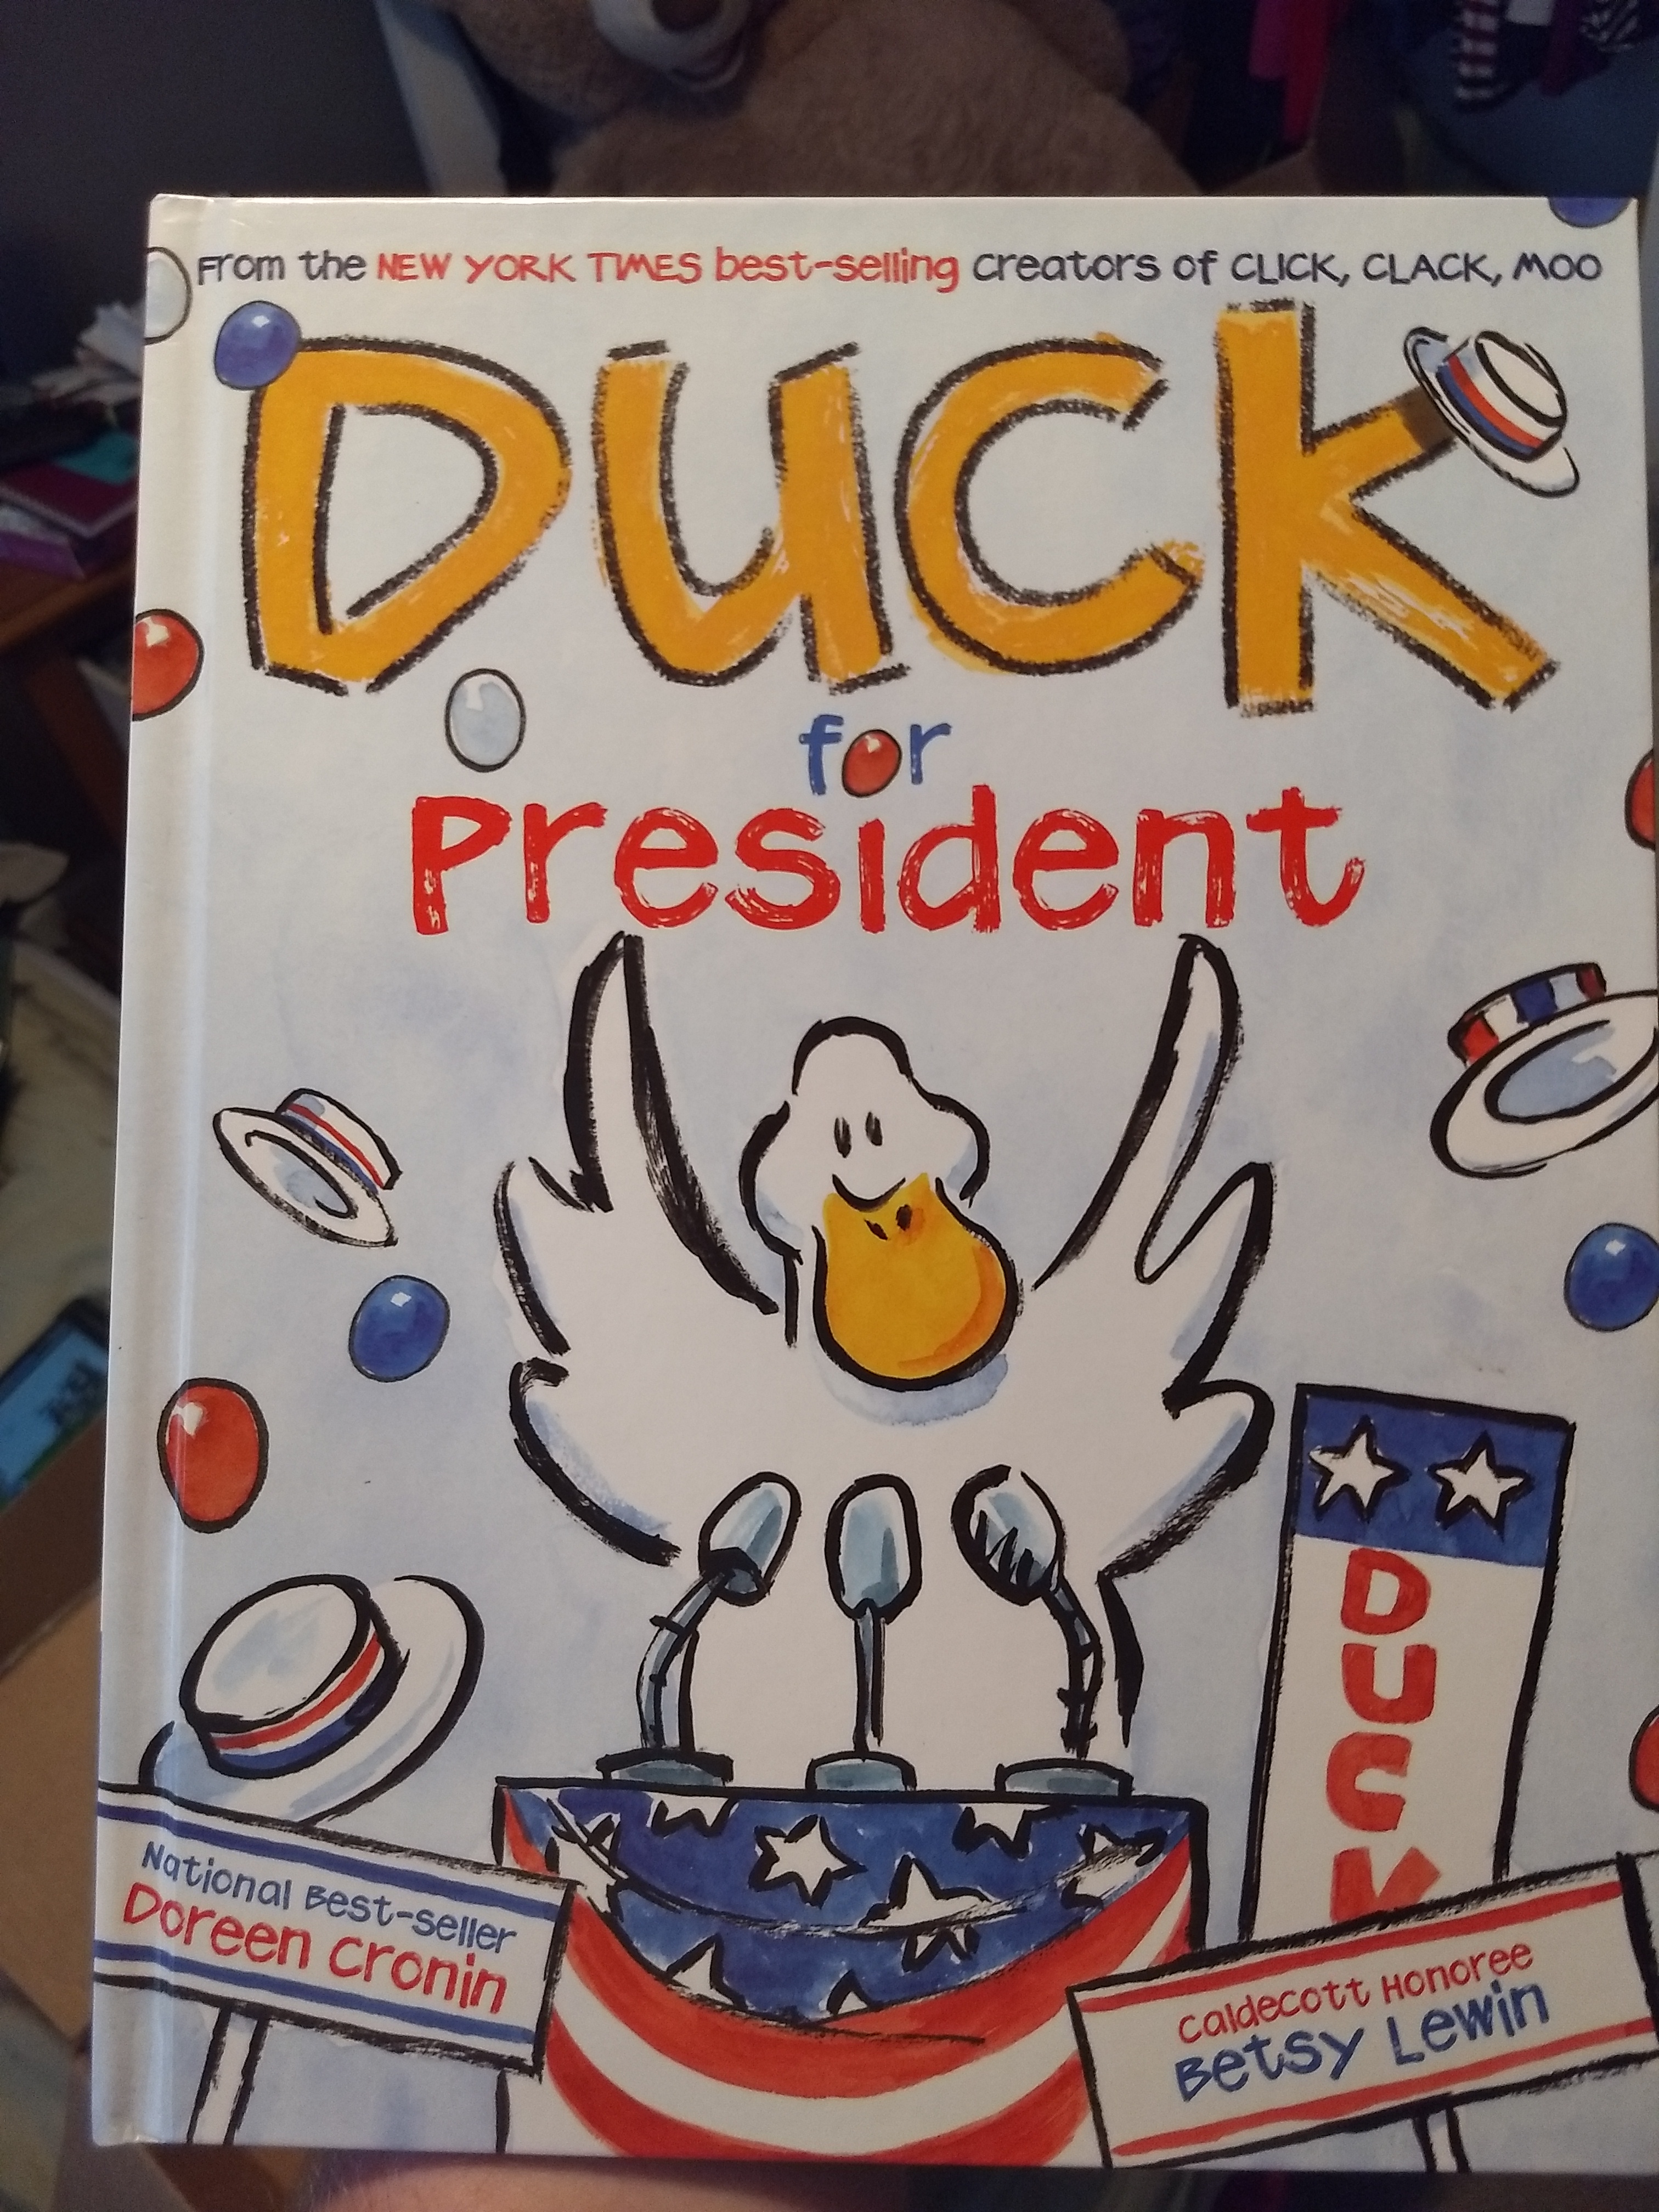 From the NEW YORK TIMES best-selling creators of CLICK, CLACK, MOO
DUCK
for
President
DUCK
National Best-seller
Doreen Cronin
Caldecott Honoree
Betsy Lewin